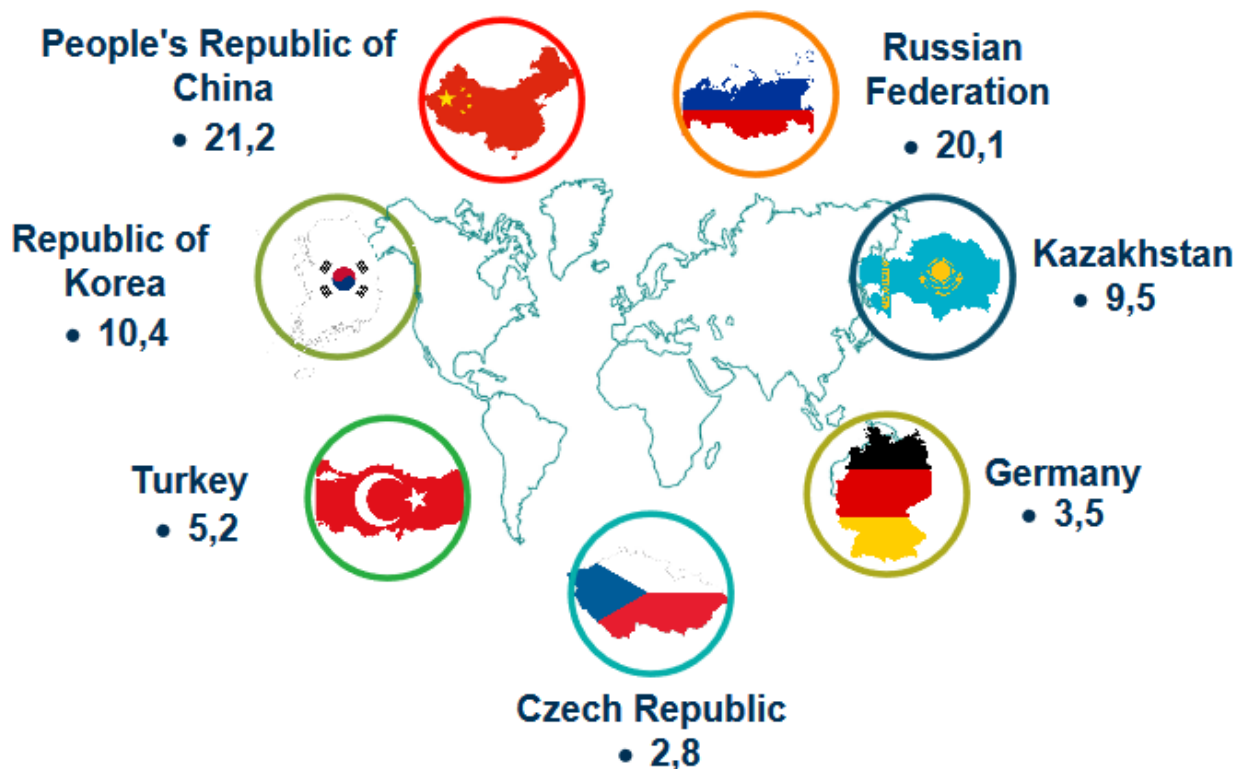 People's Republic of
China
• 21,2
Russian
Federation
• 20,1
Republic of
Korea
• 10,4
Kazakhstan
• 9,5
Turkey
• 5,2
Germany
• 3,5
Czech Republic
• 2,8